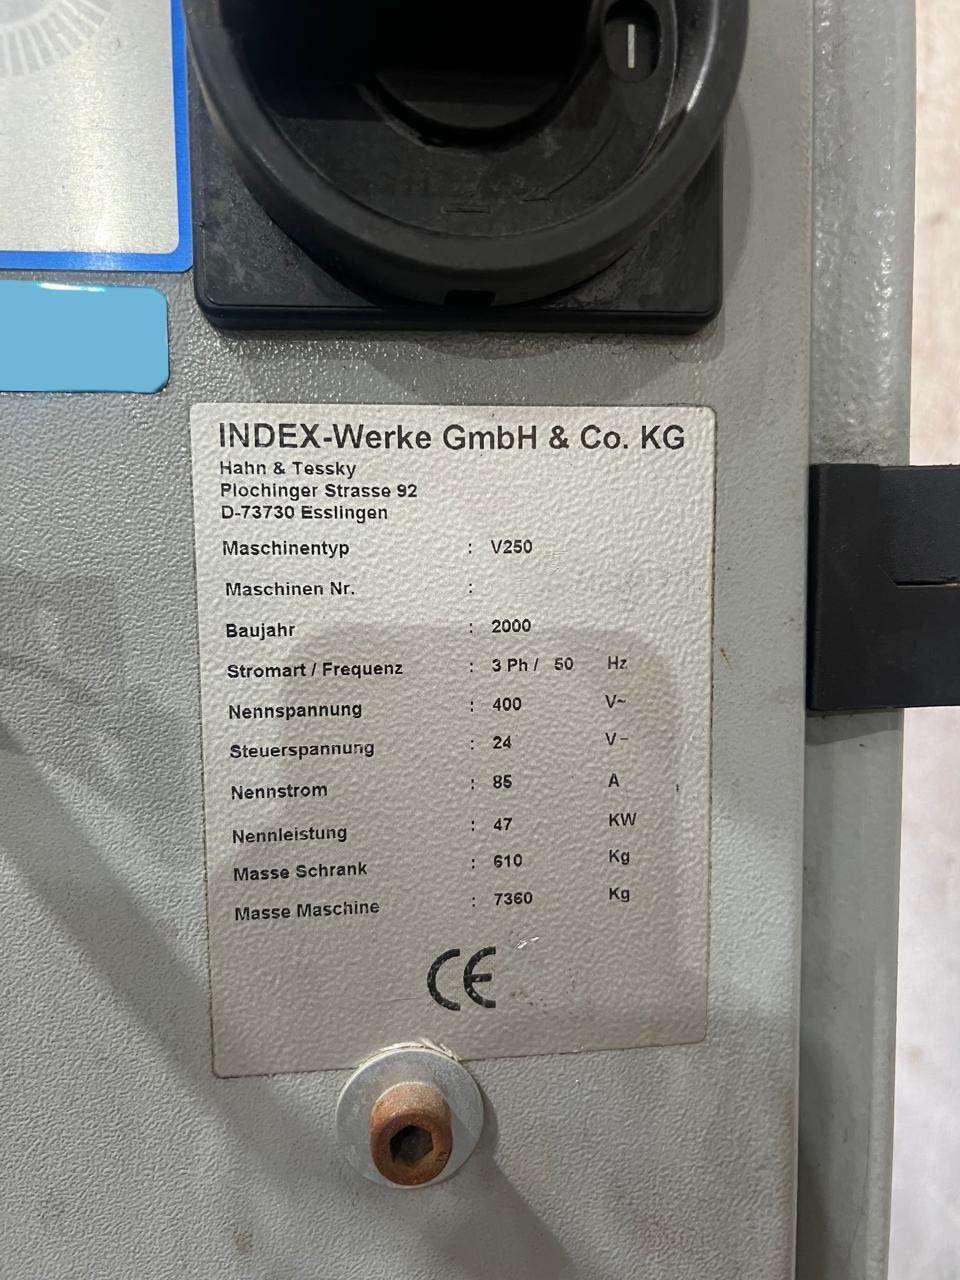 INDEX-Werke GmbH & Co. KG
Hahn & Tessky
Plochinger Strasse 92
D-73730 Esslingen
Maschinentyp : V250
Maschinen Nr. :
Baujahr : 2000
Stromart / Frequenz : 3 Ph / 50 Hz
Nennspannung : 400 V~
Steuerspannung : 24 V-
Nennstrom : 85 A
Nennleistung : 47 KW
Masse Schrank : 610 Kg
Masse Maschine : 7360 Kg
CE